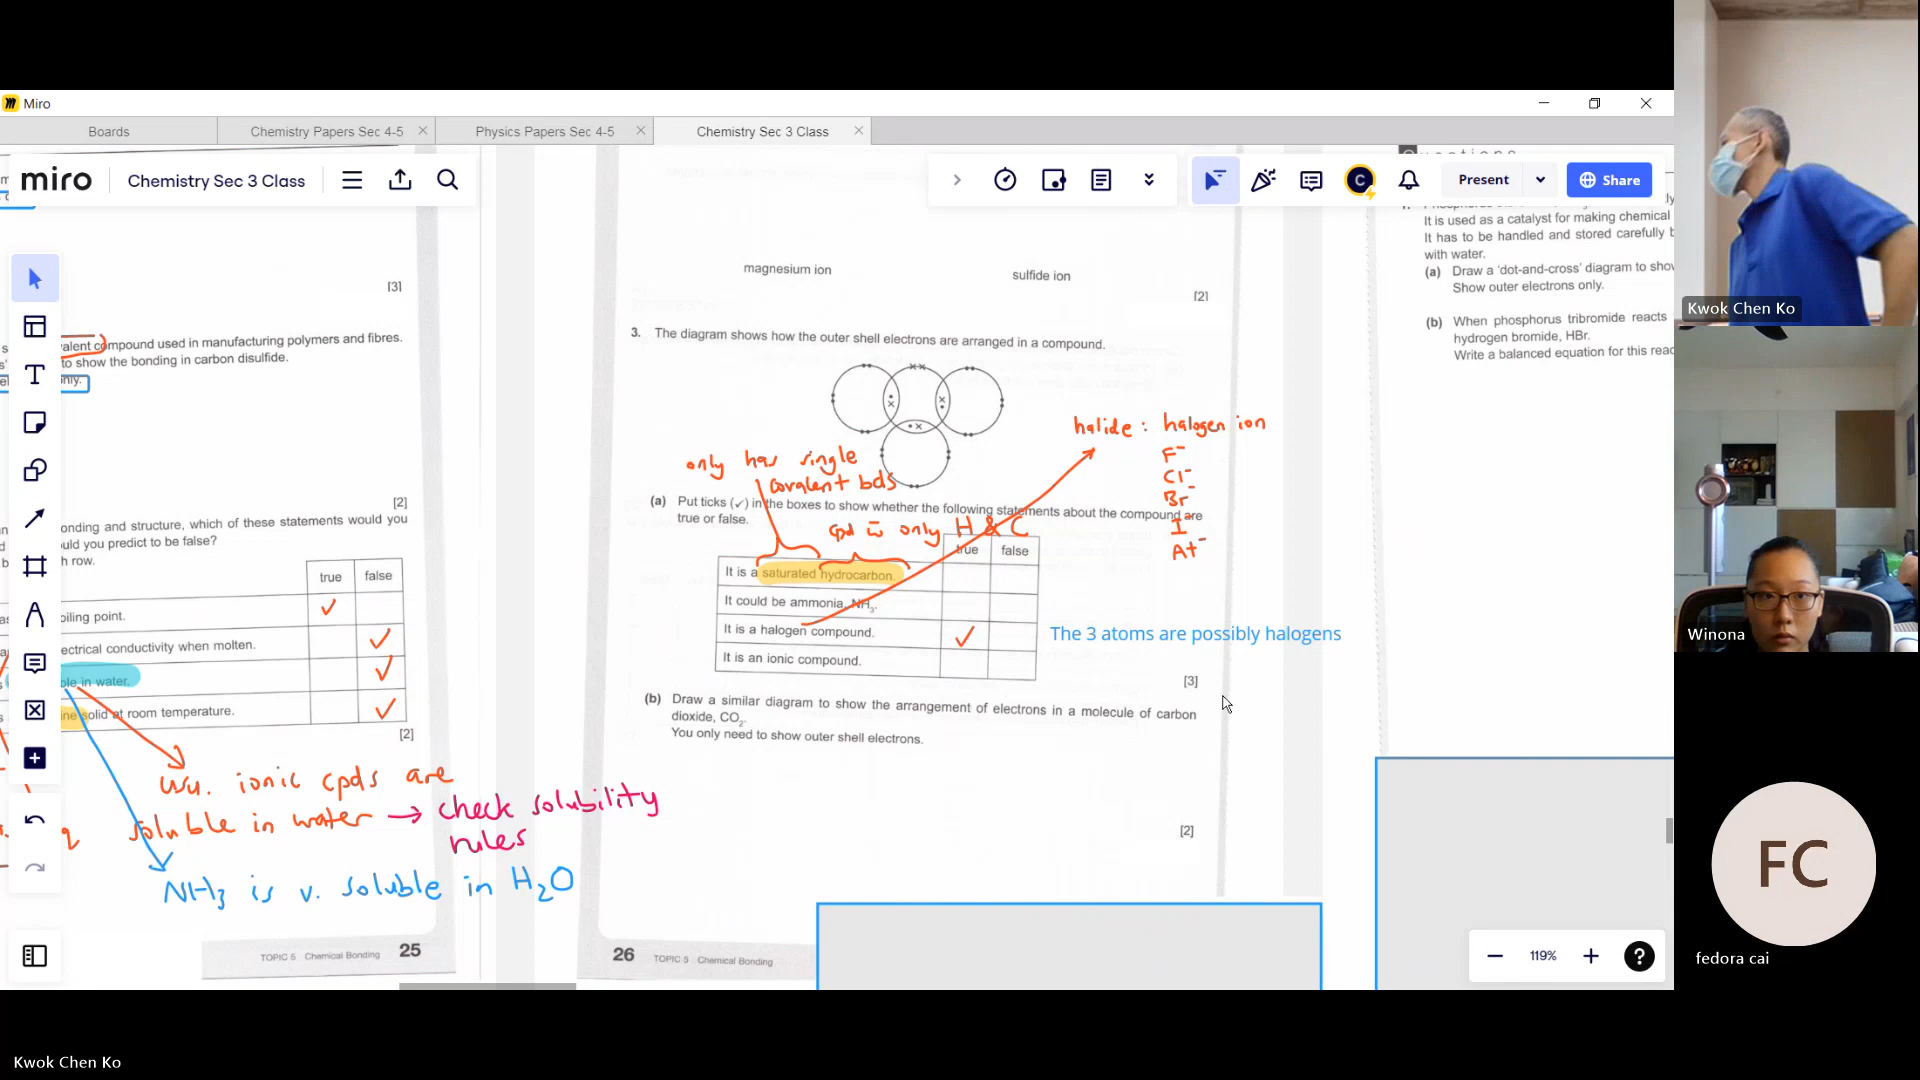 Miro
Boards
Chemistry Papers Sec 4-5
Physics Papers Sec 4-5
Chemistry Sec 3 Class
miro
Chemistry Sec 3 Class
Present
Share
[3]
valent compound used in manufacturing polymers and fibres.
to show the bonding in carbon disulfide.
only.
[2]
onding and structure, which of these statements would you
ould you predict to be false?
h row.
true false
oiling point.
ectrical conductivity when molten.
ble in water.
ne solid at room temperature.
[2]
ionic cpds are
soluble in water → check solubility
rules
NH3 is v. soluble in H2O
TOPIC 5 Chemical Bonding 25
magnesium ion
sulfide ion
[2]
3. The diagram shows how the outer shell electrons are arranged in a compound.
only has single
covalent bds
halide : halogen ion
F⁻
Cl⁻
Br⁻
I⁻
At⁻
(a) Put ticks (✓) in the boxes to show whether the following statements about the compound are
true or false.
cpd w̄ only H & C
true false
It is a saturated hydrocarbon.
It could be ammonia, NH3.
It is a halogen compound.
It is an ionic compound.
The 3 atoms are possibly halogens
[3]
(b) Draw a similar diagram to show the arrangement of electrons in a molecule of carbon
dioxide, CO2.
You only need to show outer shell electrons.
[2]
26 TOPIC 5 Chemical Bonding
It is used as a catalyst for making chemical
It has to be handled and stored carefully b
with water.
(a) Draw a 'dot-and-cross' diagram to show
Show outer electrons only.
(b) When phosphorus tribromide reacts
hydrogen bromide, HBr.
Write a balanced equation for this reac
119%
Kwok Chen Ko
Winona
FC
fedora cai
Kwok Chen Ko